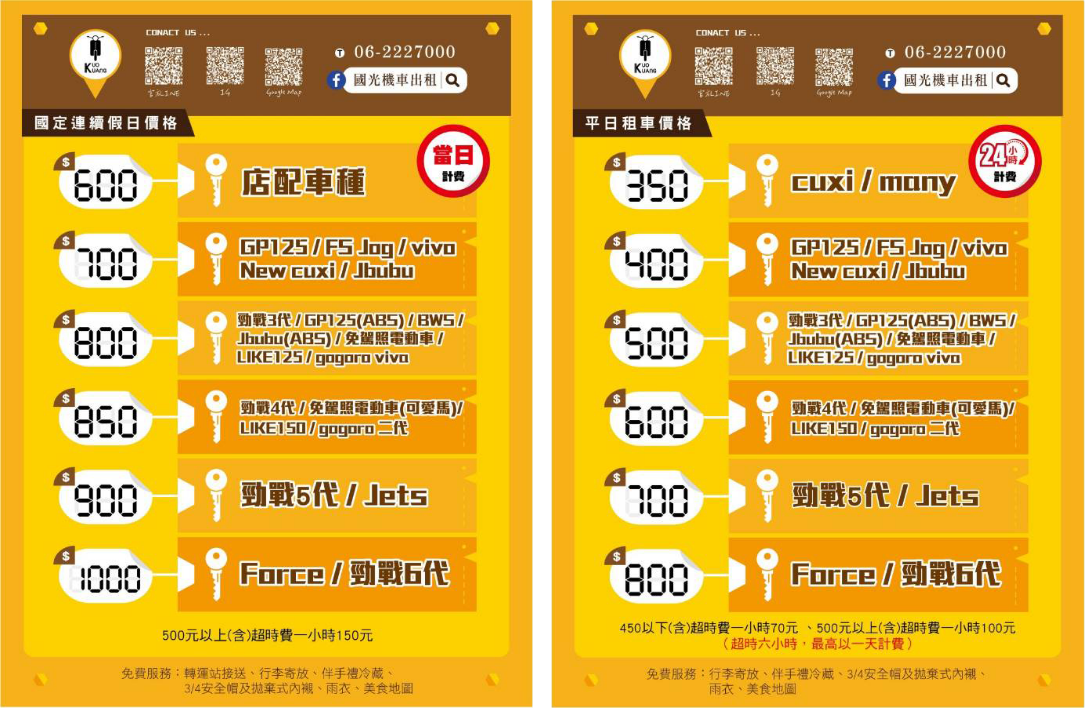 CONACT US ...
KUO KUANG
官方LINE
IG
Google Map
T 06-2227000
f 國光機車出租
國定連續假日價格
當日
計費
$ 600
店配車種
$ 700
GP125 / FS Jog / vivo
New cuxi / Jbubu
$ 800
勁戰3代 / GP125(ABS) / BWS /
Jbubu(ABS) / 免駕照電動車 /
LIKE125 / gogoro viva
$ 850
勁戰4代 / 免駕照電動車(可愛馬)/
LIKE150 / gogoro 二代
$ 900
勁戰5代 / Jets
$ 1000
Force / 勁戰6代
500元以上(含)超時費一小時150元
免費服務：轉運站接送、行李寄放、伴手禮冷藏、
3/4安全帽及拋棄式內襯、雨衣、美食地圖
CONACT US ...
KUO KUANG
官方LINE
IG
Google Map
T 06-2227000
f 國光機車出租
平日租車價格
24小時
計費
$ 350
cuxi / many
$ 400
GP125 / FS Jog / vivo
New cuxi / Jbubu
$ 500
勁戰3代 / GP125(ABS) / BWS /
Jbubu(ABS) / 免駕照電動車 /
LIKE125 / gogoro viva
$ 600
勁戰4代 / 免駕照電動車(可愛馬)/
LIKE150 / gogoro 二代
$ 700
勁戰5代 / Jets
$ 800
Force / 勁戰6代
450以下(含)超時費一小時70元 、500元以上(含)超時費一小時100元
（超時六小時，最高以一天計費）
免費服務：行李寄放、伴手禮冷藏、3/4安全帽及拋棄式內襯、
雨衣、美食地圖